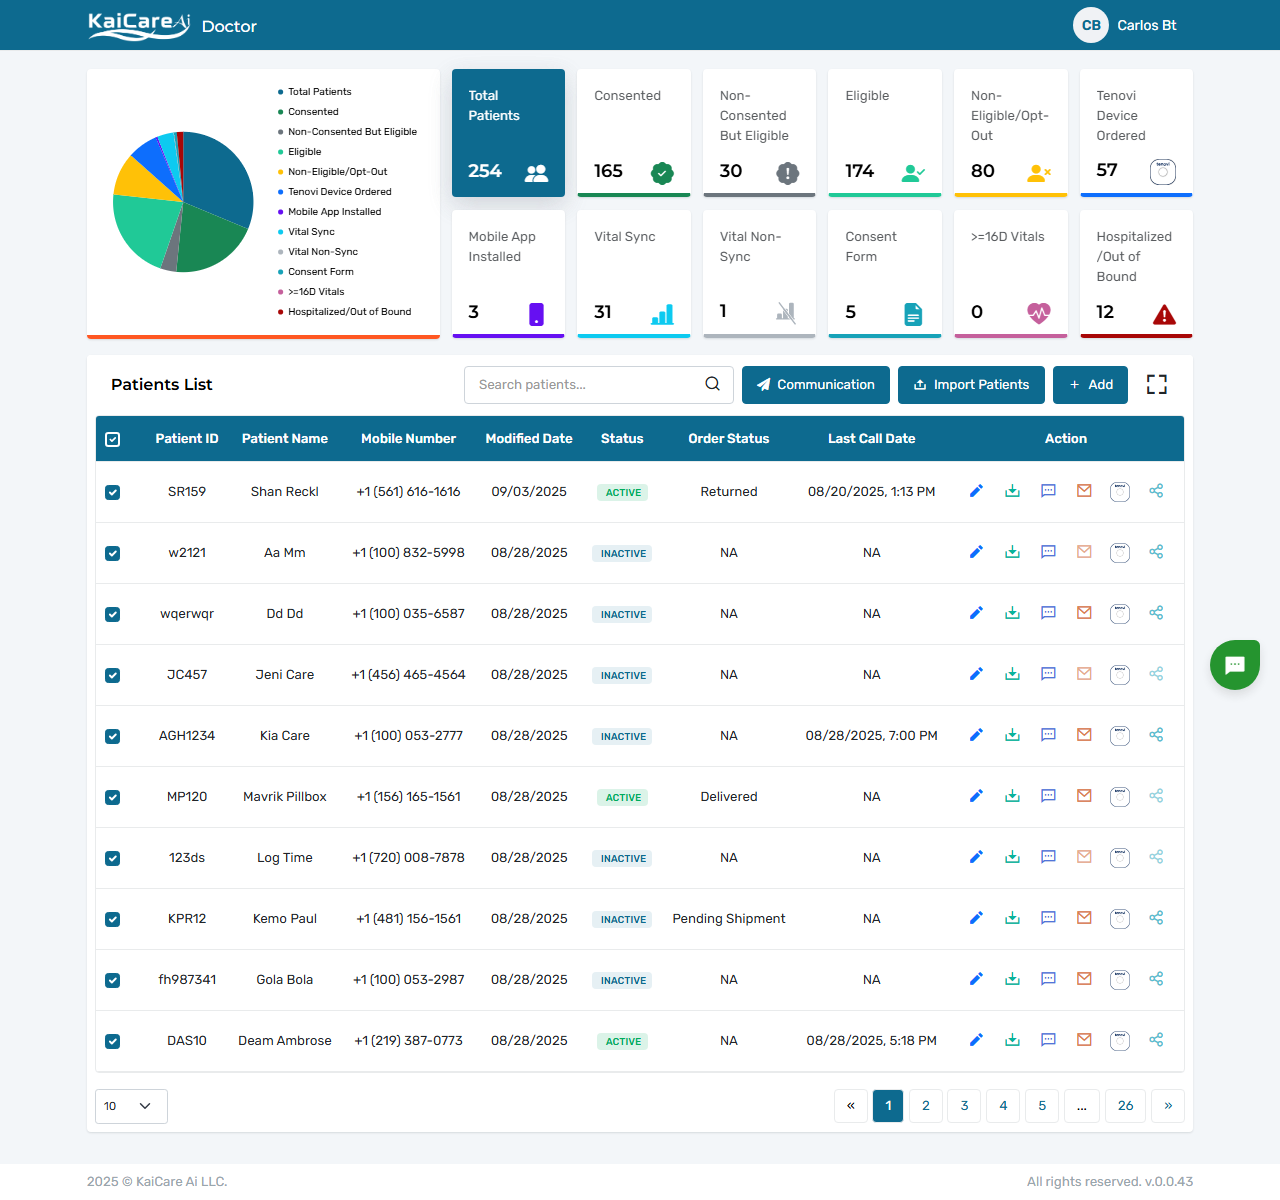 KaiCare Ai Doctor
CB Carlos Bt
Total Patients
Consented
Non-Consented But Eligible
Eligible
Non-Eligible/Opt-Out
Tenovi Device Ordered
Mobile App Installed
Vital Sync
Vital Non-Sync
Consent Form
>=16D Vitals
Hospitalized/Out of Bound
Total
Patients
254
Consented
165
Non-
Consented
But Eligible
30
Eligible
174
Non-
Eligible/Opt-
Out
80
Tenovi
Device
Ordered
57
tenovi
Mobile App
Installed
3
Vital Sync
31
Vital Non-
Sync
1
Consent
Form
5
>=16D Vitals
0
Hospitalized
/Out of
Bound
12
Patients List
Search patients...
Communication
Import Patients
+ Add
Patient ID Patient Name Mobile Number Modified Date Status Order Status Last Call Date Action
SR159 Shan Reckl +1 (561) 616-1616 09/03/2025 ACTIVE Returned 08/20/2025, 1:13 PM
w2121 Aa Mm +1 (100) 832-5998 08/28/2025 INACTIVE NA NA
wqerwqr Dd Dd +1 (100) 035-6587 08/28/2025 INACTIVE NA NA
JC457 Jeni Care +1 (456) 465-4564 08/28/2025 INACTIVE NA NA
AGH1234 Kia Care +1 (100) 053-2777 08/28/2025 INACTIVE NA 08/28/2025, 7:00 PM
MP120 Mavrik Pillbox +1 (156) 165-1561 08/28/2025 ACTIVE Delivered NA
123ds Log Time +1 (720) 008-7878 08/28/2025 INACTIVE NA NA
KPR12 Kemo Paul +1 (481) 156-1561 08/28/2025 INACTIVE Pending Shipment NA
fh987341 Gola Bola +1 (100) 053-2987 08/28/2025 INACTIVE NA NA
DAS10 Deam Ambrose +1 (219) 387-0773 08/28/2025 ACTIVE NA 08/28/2025, 5:18 PM
10
« 1 2 3 4 5 ... 26 »
2025 © KaiCare Ai LLC.
All rights reserved. v.0.0.43